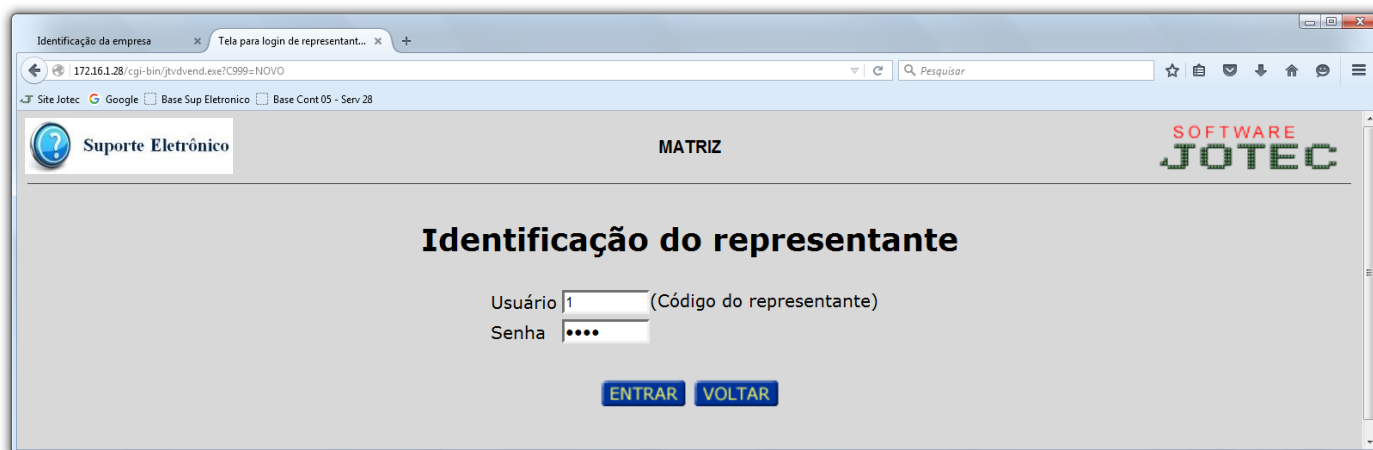 Identificação da empresa
Tela para login de representant...
172.16.1.28/cgi-bin/jtvdvend.exe?C999=NOVO
Pesquisar
Site Jotec Google Base Sup Eletronico Base Cont 05 - Serv 28
Suporte Eletrônico
MATRIZ
SOFTWARE
JOTEC
Identificação do representante
Usuário 1 (Código do representante)
Senha ••••
ENTRAR VOLTAR